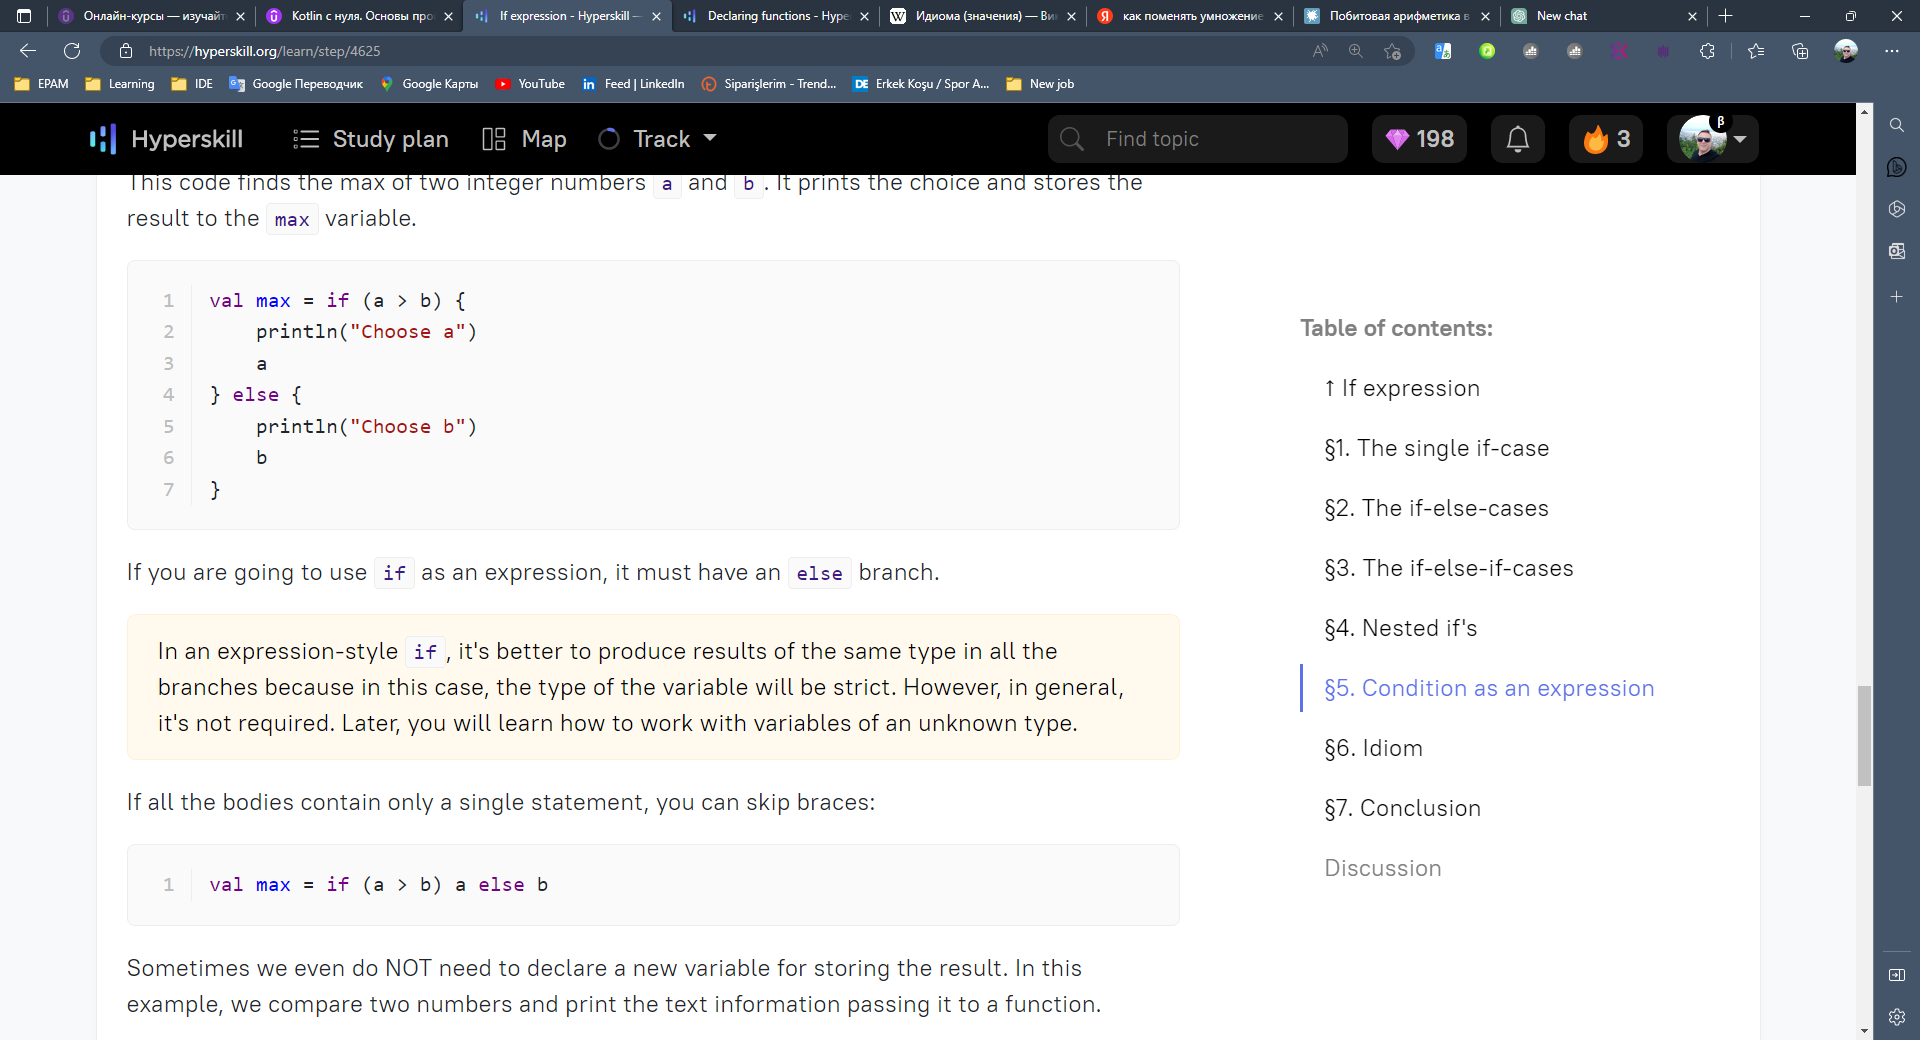 Онлайн-курсы — изучайт
Kotlin с нуля. Основы про
If expression - Hyperskill —
Declaring functions - Hype
Идиома (значения) — Ви
как поменять умножение
Побитовая арифметика в
New chat
https://hyperskill.org/learn/step/4625
EPAM
Learning
IDE
Google Переводчик
Google Карты
YouTube
Feed | LinkedIn
Siparişlerim - Trend...
Erkek Koşu / Spor A...
New job
Hyperskill
Study plan
Map
Track
Find topic
198
3
β
This code finds the max of two integer numbers a and b . It prints the choice and stores the
result to the max variable.
1 val max = if (a > b) {
2 println("Choose a")
3 a
4 } else {
5 println("Choose b")
6 b
7 }
If you are going to use if as an expression, it must have an else branch.
In an expression-style if , it's better to produce results of the same type in all the
branches because in this case, the type of the variable will be strict. However, in general,
it's not required. Later, you will learn how to work with variables of an unknown type.
If all the bodies contain only a single statement, you can skip braces:
1 val max = if (a > b) a else b
Sometimes we even do NOT need to declare a new variable for storing the result. In this
example, we compare two numbers and print the text information passing it to a function.
Table of contents:
↑ If expression
§1. The single if-case
§2. The if-else-cases
§3. The if-else-if-cases
§4. Nested if's
§5. Condition as an expression
§6. Idiom
§7. Conclusion
Discussion